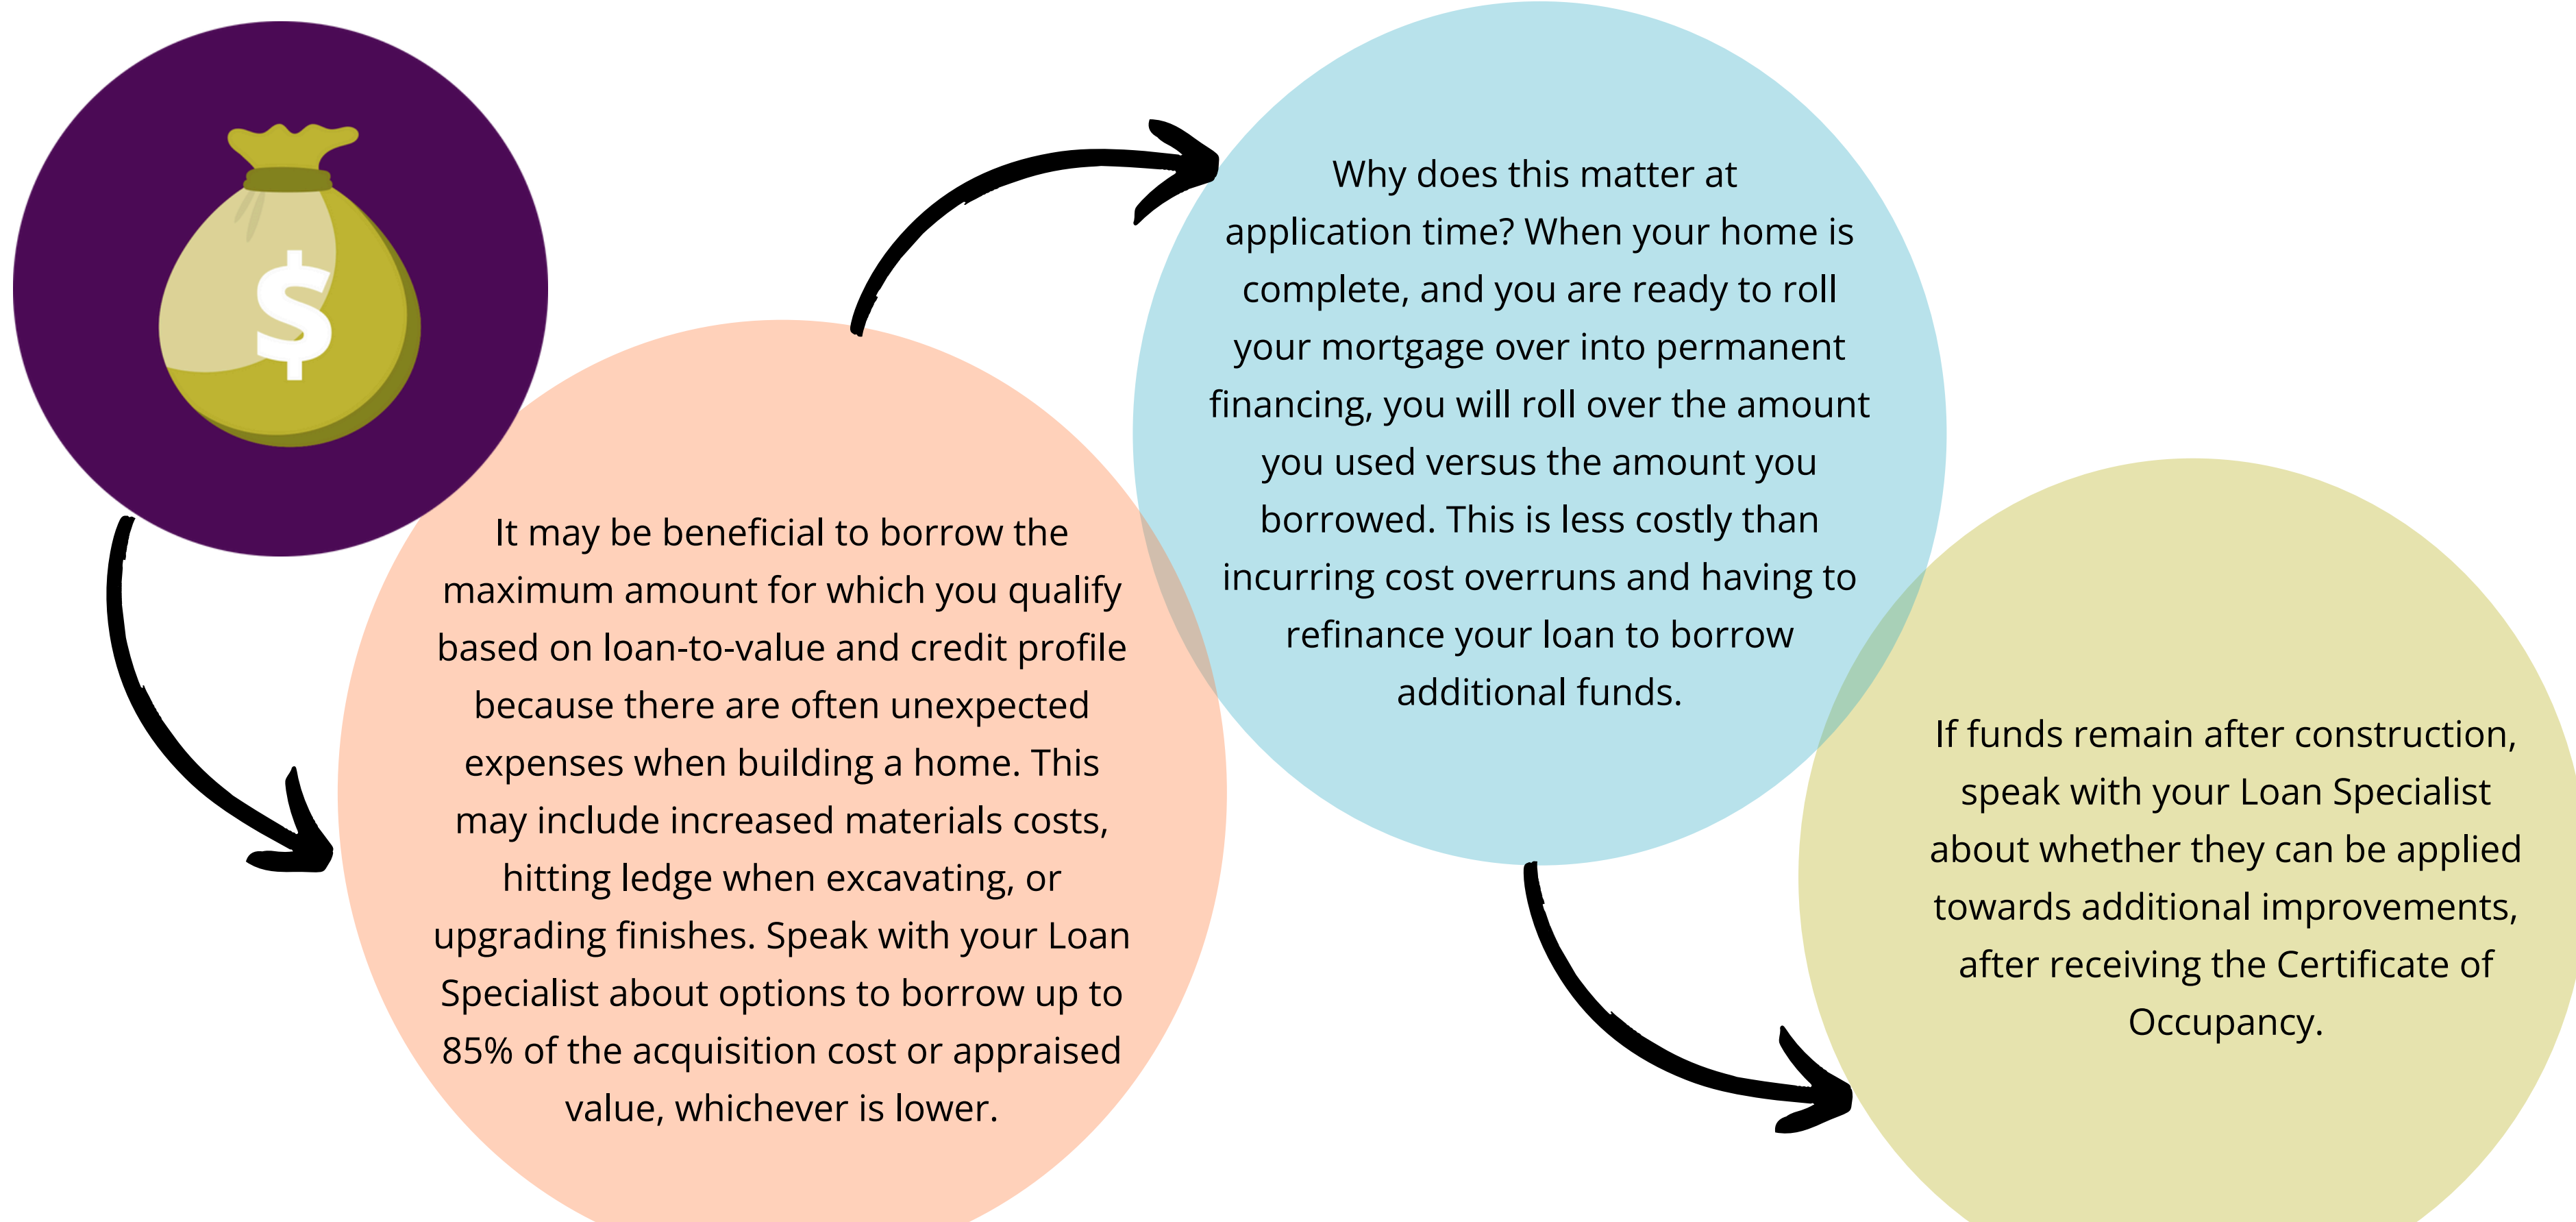 $
It may be beneficial to borrow the
maximum amount for which you qualify
based on loan-to-value and credit profile
because there are often unexpected
expenses when building a home. This
may include increased materials costs,
hitting ledge when excavating, or
upgrading finishes. Speak with your Loan
Specialist about options to borrow up to
85% of the acquisition cost or appraised
value, whichever is lower.
Why does this matter at
application time? When your home is
complete, and you are ready to roll
your mortgage over into permanent
financing, you will roll over the amount
you used versus the amount you
borrowed. This is less costly than
incurring cost overruns and having to
refinance your loan to borrow
additional funds.
If funds remain after construction,
speak with your Loan Specialist
about whether they can be applied
towards additional improvements,
after receiving the Certificate of
Occupancy.